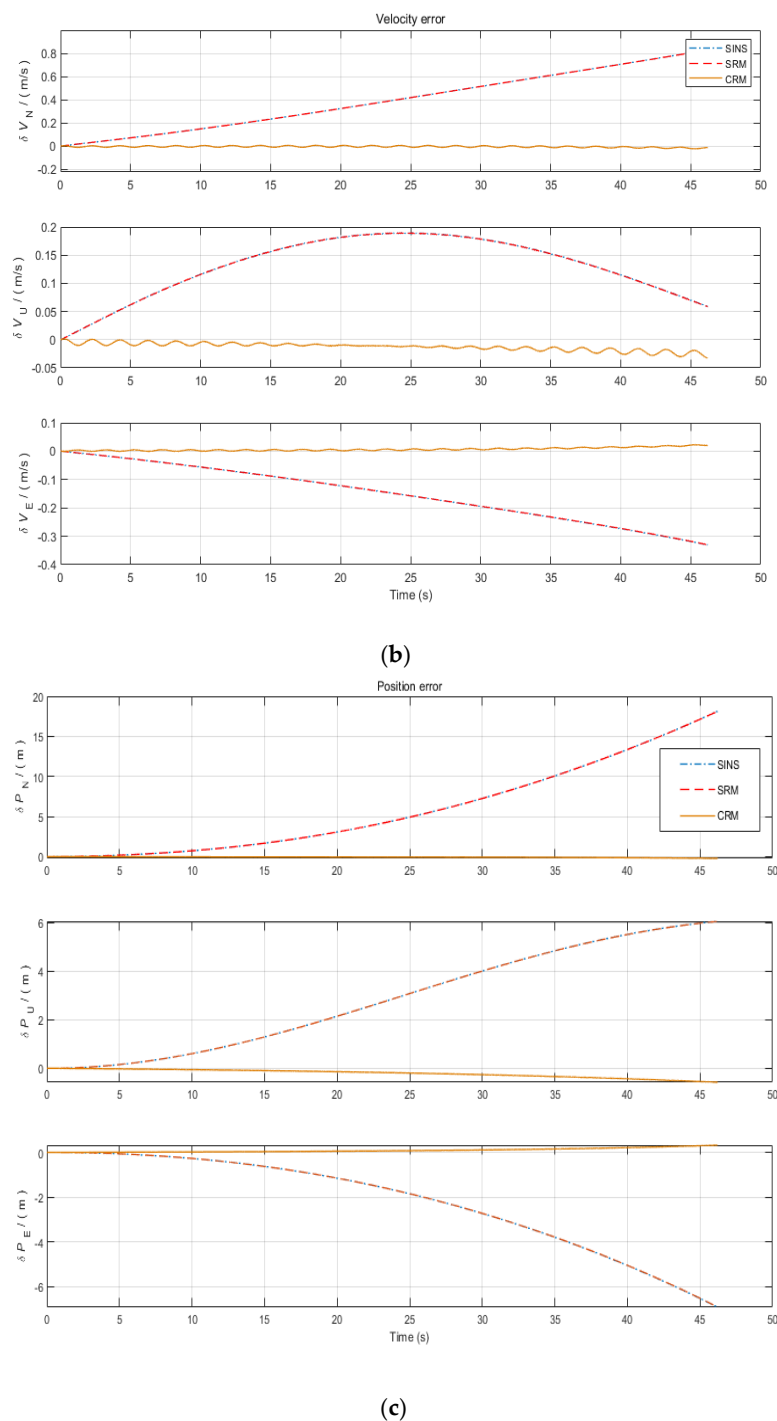 Velocity error
0.8
0.6
0.4
0.2
0
-0.2
δ V N / ( m/s)
SINS
SRM
CRM
0 5 10 15 20 25 30 35 40 45 50
0.2
0.15
0.1
0.05
0
-0.05
δ V U / ( m/s)
0 5 10 15 20 25 30 35 40 45 50
0.1
0
-0.1
-0.2
-0.3
-0.4
δ V E / ( m/s)
0 5 10 15 20 25 30 35 40 45 50
Time (s)
(b)
Position error
20
15
10
5
0
δ P N / ( m )
SINS
SRM
CRM
0 5 10 15 20 25 30 35 40 45 50
6
4
2
0
δ P U / ( m )
0 5 10 15 20 25 30 35 40 45 50
0
-2
-4
-6
δ P E / ( m )
0 5 10 15 20 25 30 35 40 45 50
Time (s)
(c)